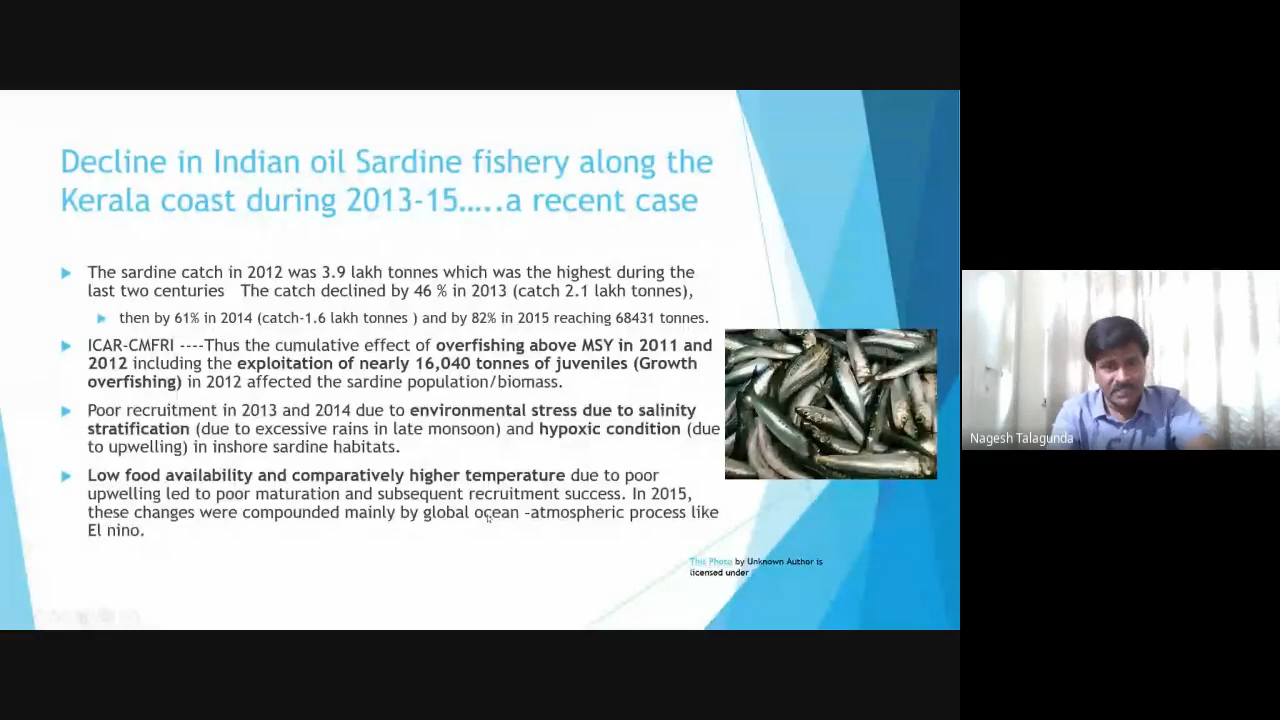 Decline in Indian oil Sardine fishery along the
Kerala coast during 2013-15…..a recent case
The sardine catch in 2012 was 3.9 lakh tonnes which was the highest during the
last two centuries The catch declined by 46 % in 2013 (catch 2.1 lakh tonnes),
then by 61% in 2014 (catch-1.6 lakh tonnes ) and by 82% in 2015 reaching 68431 tonnes.
ICAR-CMFRI ----Thus the cumulative effect of overfishing above MSY in 2011 and
2012 including the exploitation of nearly 16,040 tonnes of juveniles (Growth
overfishing) in 2012 affected the sardine population/biomass.
Poor recruitment in 2013 and 2014 due to environmental stress due to salinity
stratification (due to excessive rains in late monsoon) and hypoxic condition (due
to upwelling) in inshore sardine habitats.
Low food availability and comparatively higher temperature due to poor
upwelling led to poor maturation and subsequent recruitment success. In 2015,
these changes were compounded mainly by global ocean -atmospheric process like
El nino.
This Photo by Unknown Author is
licensed under
Nagesh Talagunda